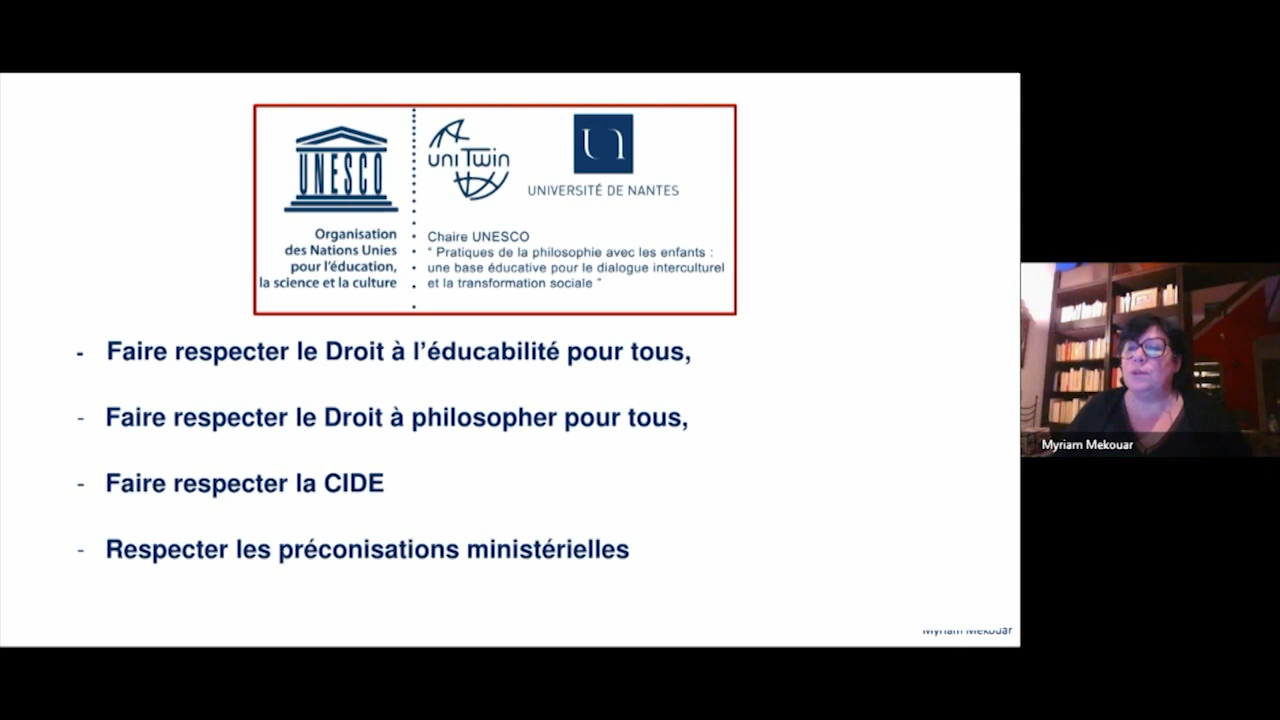 UNESCO
Organisation
des Nations Unies
pour l'éducation,
la science et la culture
uni Twin
UNIVERSITÉ DE NANTES
Chaire UNESCO
“ Pratiques de la philosophie avec les enfants :
une base éducative pour le dialogue interculturel
et la transformation sociale ”
- Faire respecter le Droit à l’éducabilité pour tous,
- Faire respecter le Droit à philosopher pour tous,
- Faire respecter la CIDE
- Respecter les préconisations ministérielles
Myriam Mekouar
Myriam Mekouar